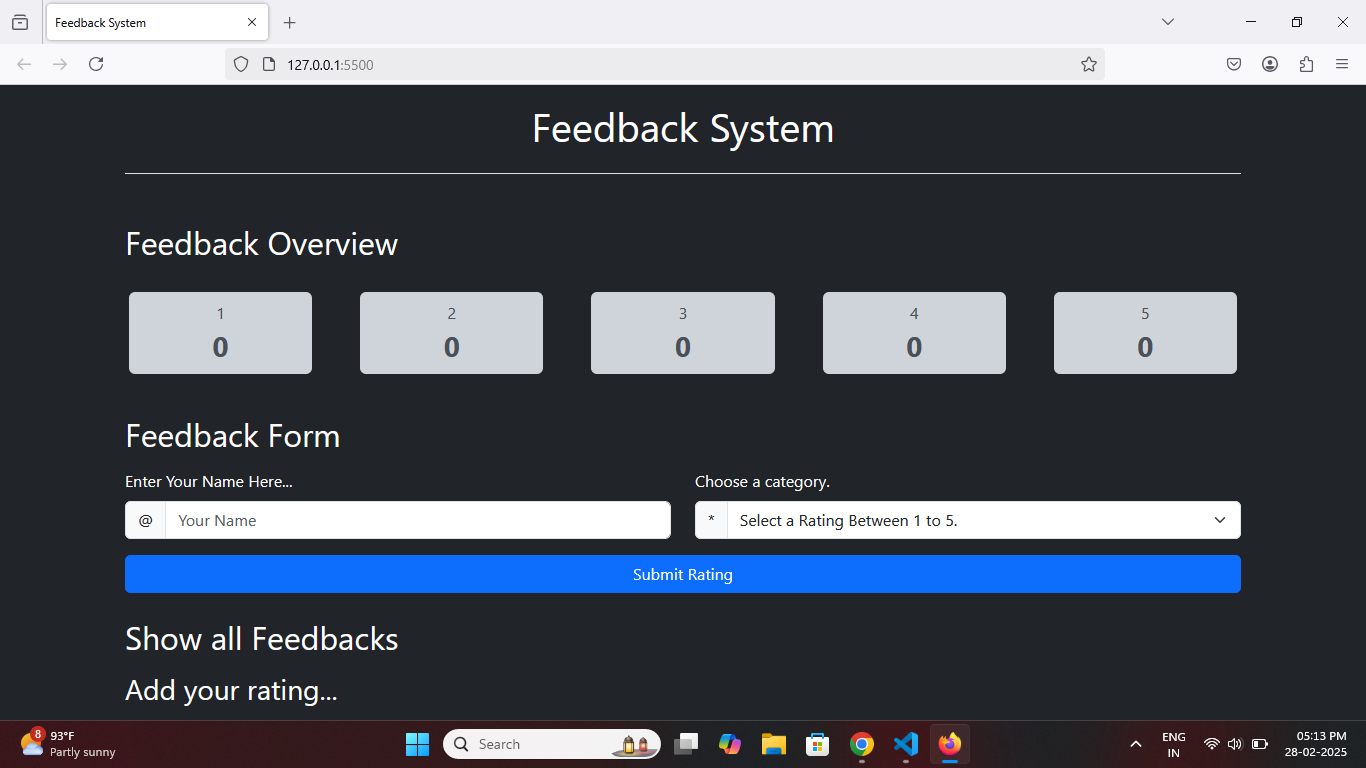 Feedback System
127.0.0.1:5500
Feedback System
Feedback Overview
1 2 3 4 5
0 0 0 0 0
Feedback Form
Enter Your Name Here... Choose a category.
@ Your Name * Select a Rating Between 1 to 5.
Submit Rating
Show all Feedbacks
Add your rating...
8 93°F
Partly sunny
Search
ENG
IN
05:13 PM
28-02-2025